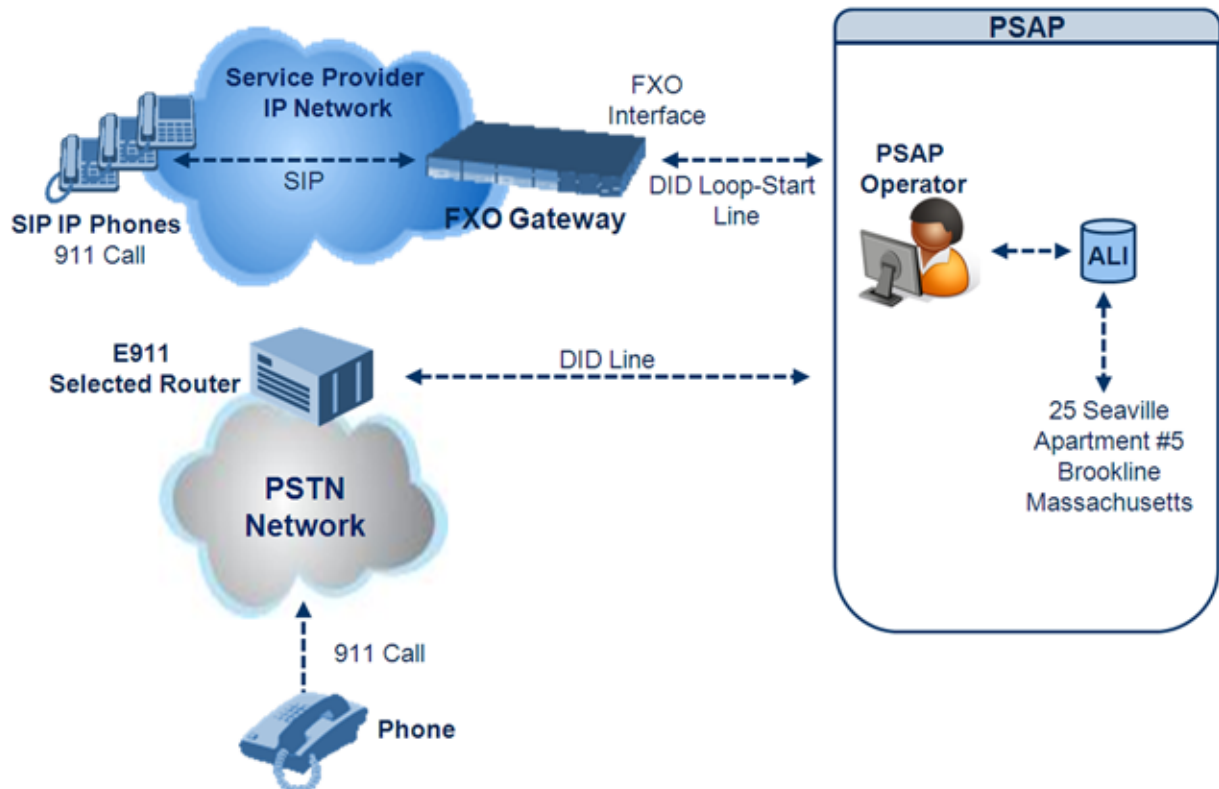 PSAP
Service Provider
IP Network
FXO
Interface
SIP
DID Loop-Start
Line
FXO Gateway
SIP IP Phones
911 Call
PSAP
Operator
ALI
E911
Selected Router
DID Line
25 Seaville
Apartment #5
Brookline
Massachusetts
PSTN
Network
911 Call
Phone